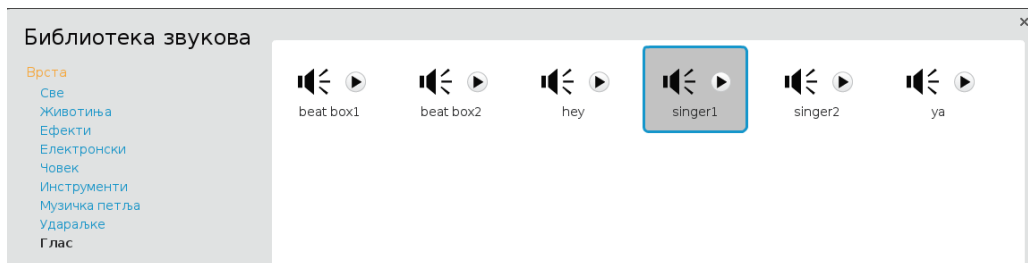 Библиотека звукова
Врста
Све
Животиња
Ефекти
Електронски
Човек
Инструменти
Музичка петља
Удараљке
Глас
beat box1
beat box2
hey
singer1
singer2
ya